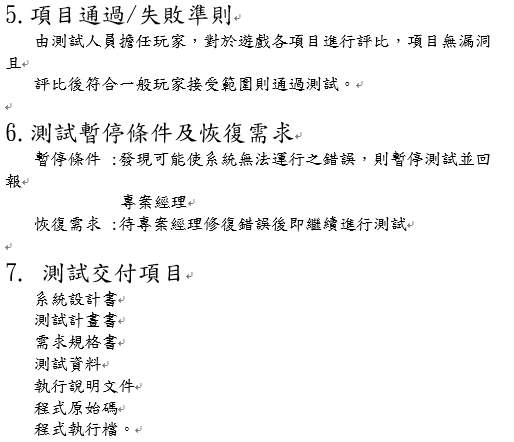 5.項目通過/失敗準則
由測試人員擔任玩家，對於遊戲各項目進行評比，項目無漏洞
且
評比後符合一般玩家接受範圍則通過測試。
6.測試暫停條件及恢復需求
暫停條件 :發現可能使系統無法運行之錯誤，則暫停測試並回
報
專案經理
恢復需求 :待專案經理修復錯誤後即繼續進行測試
7. 測試交付項目
系統設計書
測試計畫書
需求規格書
測試資料
執行說明文件
程式原始碼
程式執行檔。